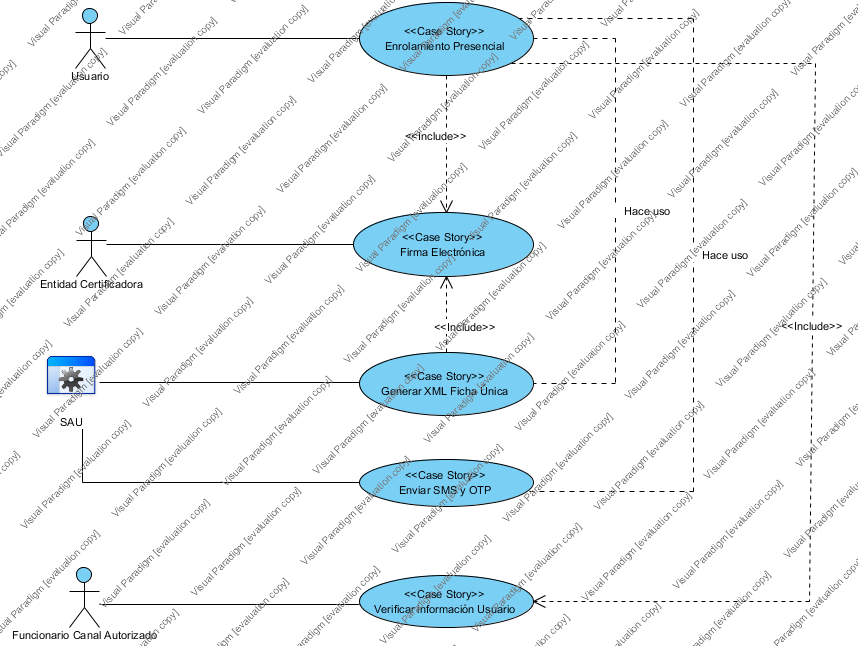 <<Case Story>>
Enrolamiento Presencial
Usuario
<<Include>>
Hace uso
<<Case Story>>
Firma Electrónica
Hace uso
Entidad Certificadora
<<Include>>
<<Include>>
<<Case Story>>
Generar XML Ficha Única
SAU
<<Case Story>>
Enviar SMS y OTP
<<Case Story>>
Verificar Información Usuario
Funcionario Canal Autorizado
Visual Paradigm [evaluation copy]